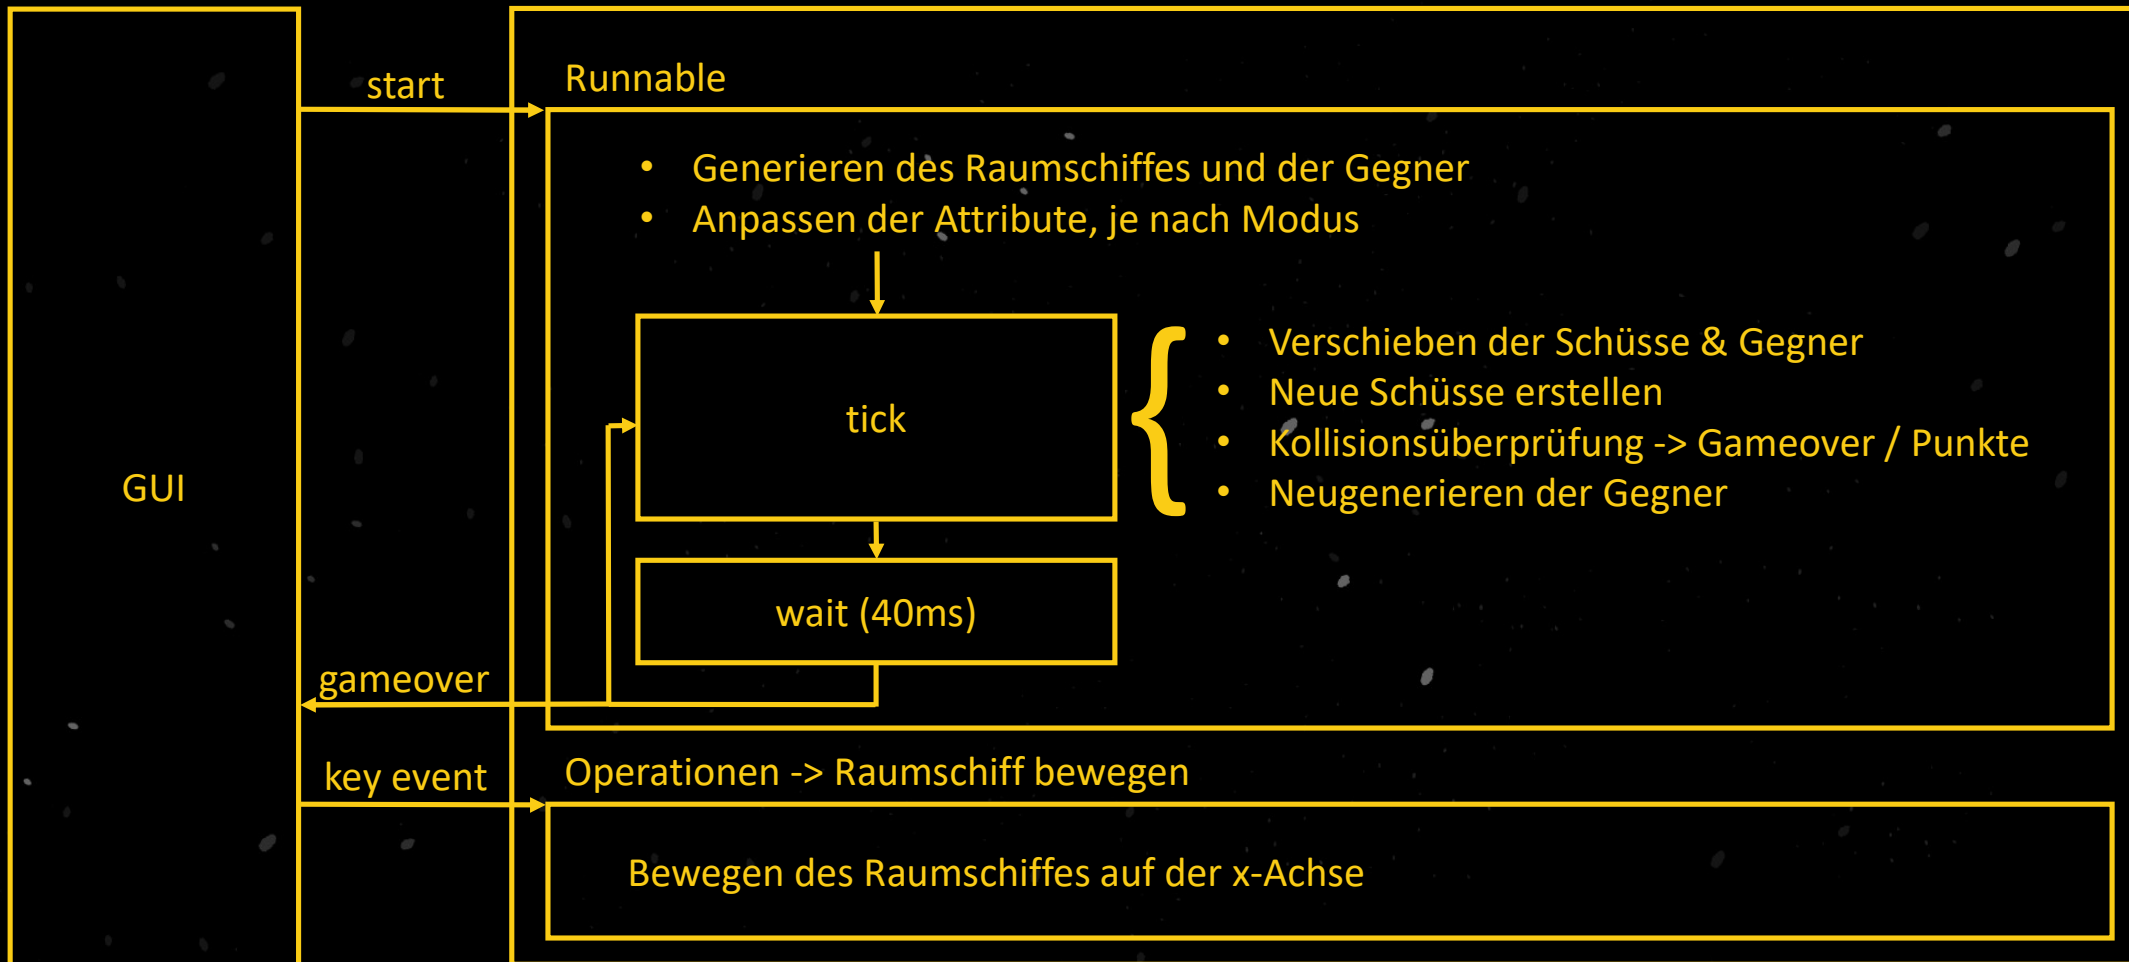 start
Runnable
• Generieren des Raumschiffes und der Gegner
• Anpassen der Attribute, je nach Modus
tick
{
• Verschieben der Schüsse & Gegner
• Neue Schüsse erstellen
• Kollisionsüberprüfung -> Gameover / Punkte
• Neugenerieren der Gegner
GUI
wait (40ms)
gameover
key event
Operationen -> Raumschiff bewegen
Bewegen des Raumschiffes auf der x-Achse